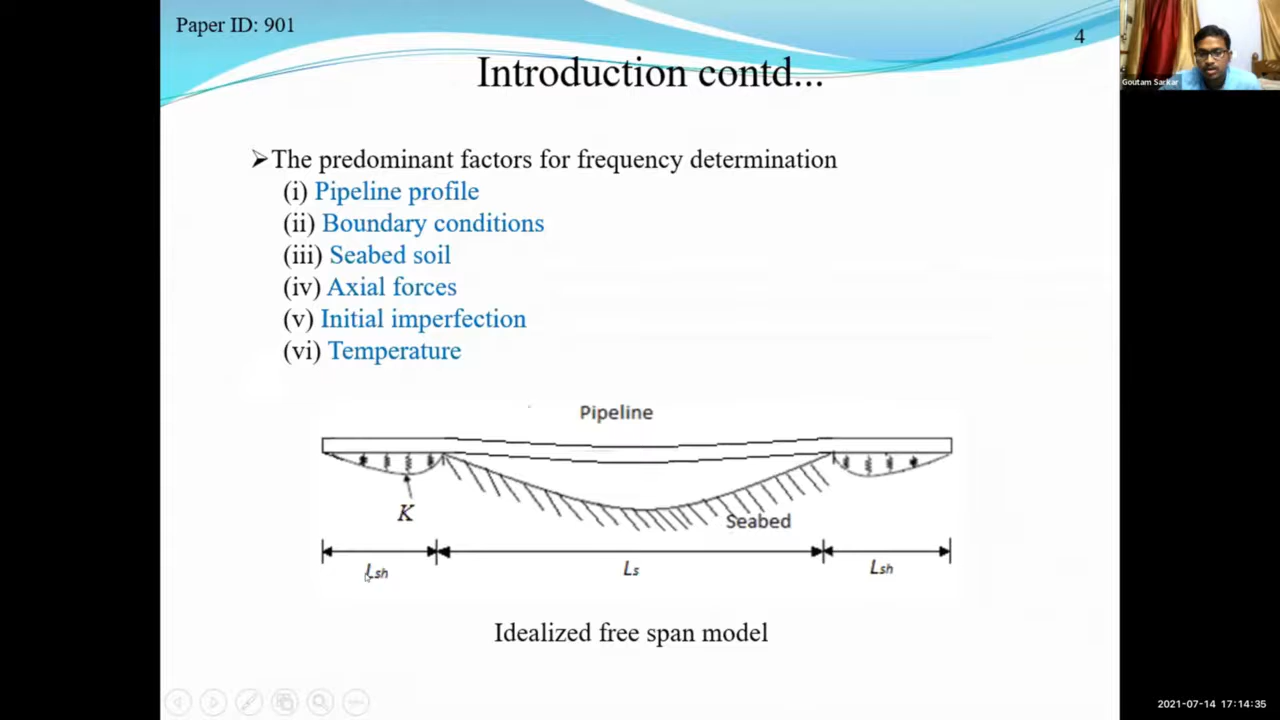 Paper ID: 901
4
Introduction contd...
Goutam Sarkar
➢The predominant factors for frequency determination
(i) Pipeline profile
(ii) Boundary conditions
(iii) Seabed soil
(iv) Axial forces
(v) Initial imperfection
(vi) Temperature
Pipeline
K
Seabed
Lsh
Ls
Lsh
Idealized free span model
2021-07-14 17:14:35